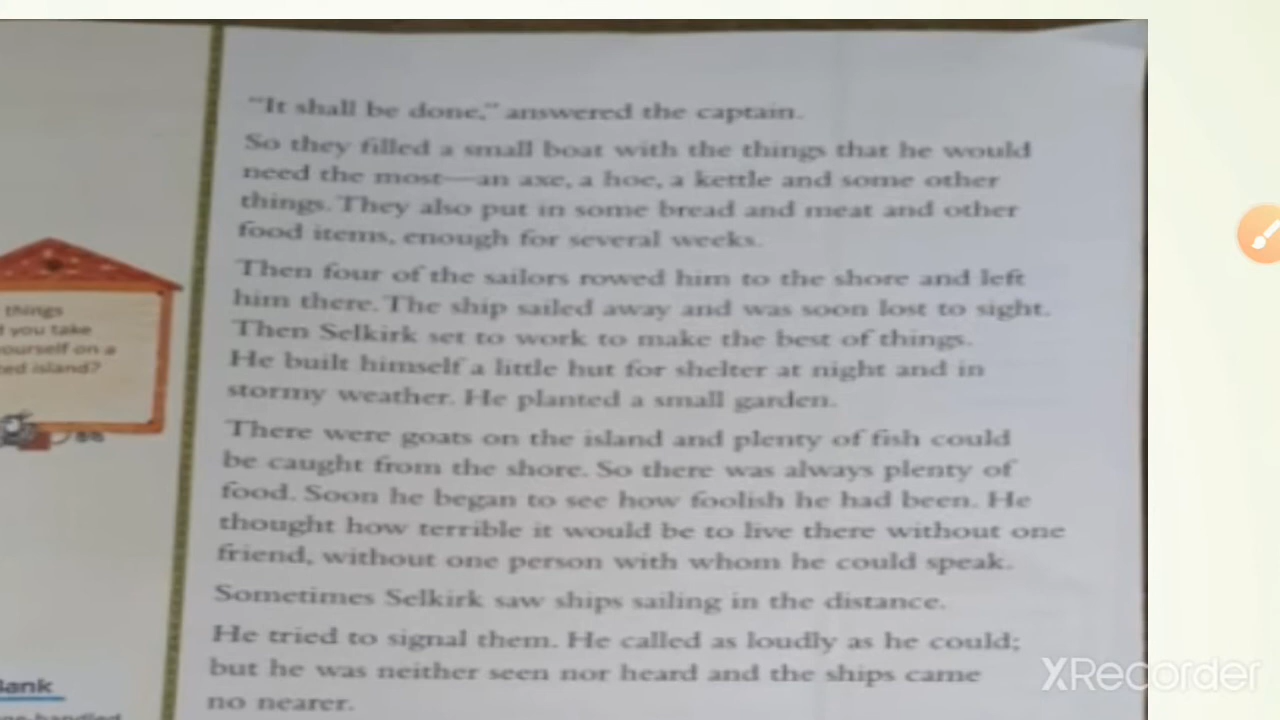 "It shall be done," answered the captain.
So they filled a small boat with the things that he would
need the most—an axe, a hoe, a kettle and some other
things. They also put in some bread and meat and other
food items, enough for several weeks.
Then four of the sailors rowed him to the shore and left
him there. The ship sailed away and was soon lost to sight.
Then Selkirk set to work to make the best of things.
He built himself a little hut for shelter at night and in
stormy weather. He planted a small garden.
There were goats on the island and plenty of fish could
be caught from the shore. So there was always plenty of
food. Soon he began to see how foolish he had been. He
thought how terrible it would be to live there without one
friend, without one person with whom he could speak.
Sometimes Selkirk saw ships sailing in the distance.
He tried to signal them. He called as loudly as he could;
but he was neither seen nor heard and the ships came
no nearer.
things
you take
ourself on a
ed island?
Bank
XRecorder